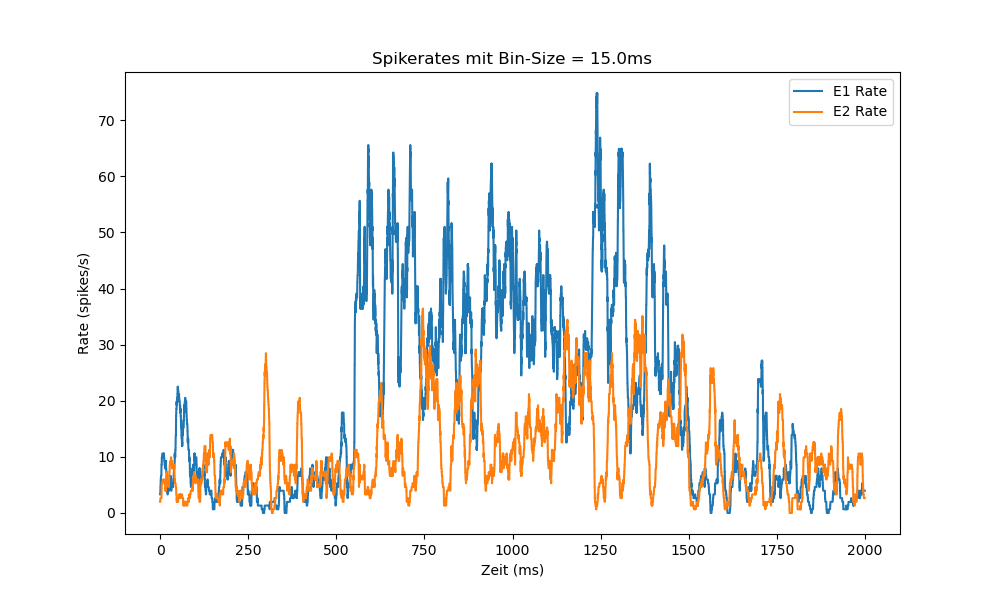 Spikerates mit Bin-Size = 15.0ms
E1 Rate
E2 Rate
70
60
50
40
30
20
10
0
Rate (spikes/s)
0 250 500 750 1000 1250 1500 1750 2000
Zeit (ms)